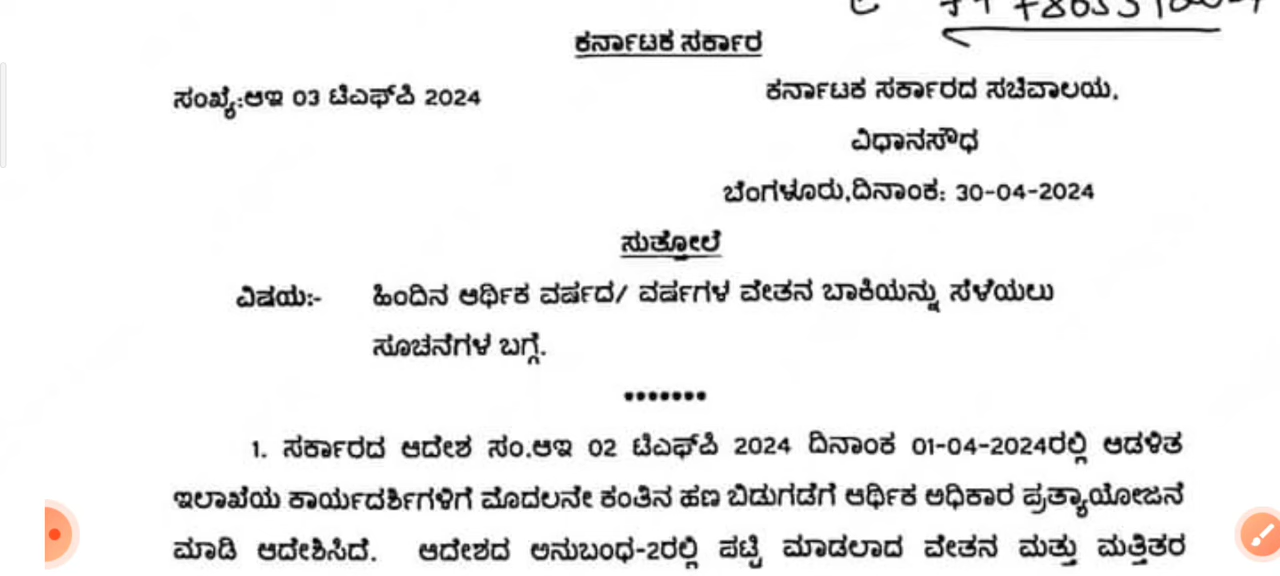 ಕರ್ನಾಟಕ ಸರ್ಕಾರ
ಸಂಖ್ಯೆ:ಆಇ 03 ಟಿಎಫ್‌ಪಿ 2024
ಕರ್ನಾಟಕ ಸರ್ಕಾರದ ಸಚಿವಾಲಯ,
ವಿಧಾನಸೌಧ
ಬೆಂಗಳೂರು,ದಿನಾಂಕ: 30-04-2024
ಸುತ್ತೋಲೆ
ವಿಷಯ:- ಹಿಂದಿನ ಆರ್ಥಿಕ ವರ್ಷದ/ ವರ್ಷಗಳ ವೇತನ ಬಾಕಿಯನ್ನು ಸೆಳೆಯಲು
ಸೂಚನೆಗಳ ಬಗ್ಗೆ.
•••••••
1. ಸರ್ಕಾರದ ಆದೇಶ ಸಂ.ಆಇ 02 ಟಿಎಫ್‌ಪಿ 2024 ದಿನಾಂಕ 01-04-2024ರಲ್ಲಿ ಆಡಳಿತ
ಇಲಾಖೆಯ ಕಾರ್ಯದರ್ಶಿಗಳಿಗೆ ಮೊದಲನೇ ಕಂತಿನ ಹಣ ಬಿಡುಗಡೆಗೆ ಆರ್ಥಿಕ ಅಧಿಕಾರ ಪ್ರತ್ಯಾಯೋಜನೆ
ಮಾಡಿ ಆದೇಶಿಸಿದೆ. ಆದೇಶದ ಅನುಬಂಧ-2ರಲ್ಲಿ ಪಟ್ಟಿ ಮಾಡಲಾದ ವೇತನ ಮತ್ತು ಮತ್ತಿತರ